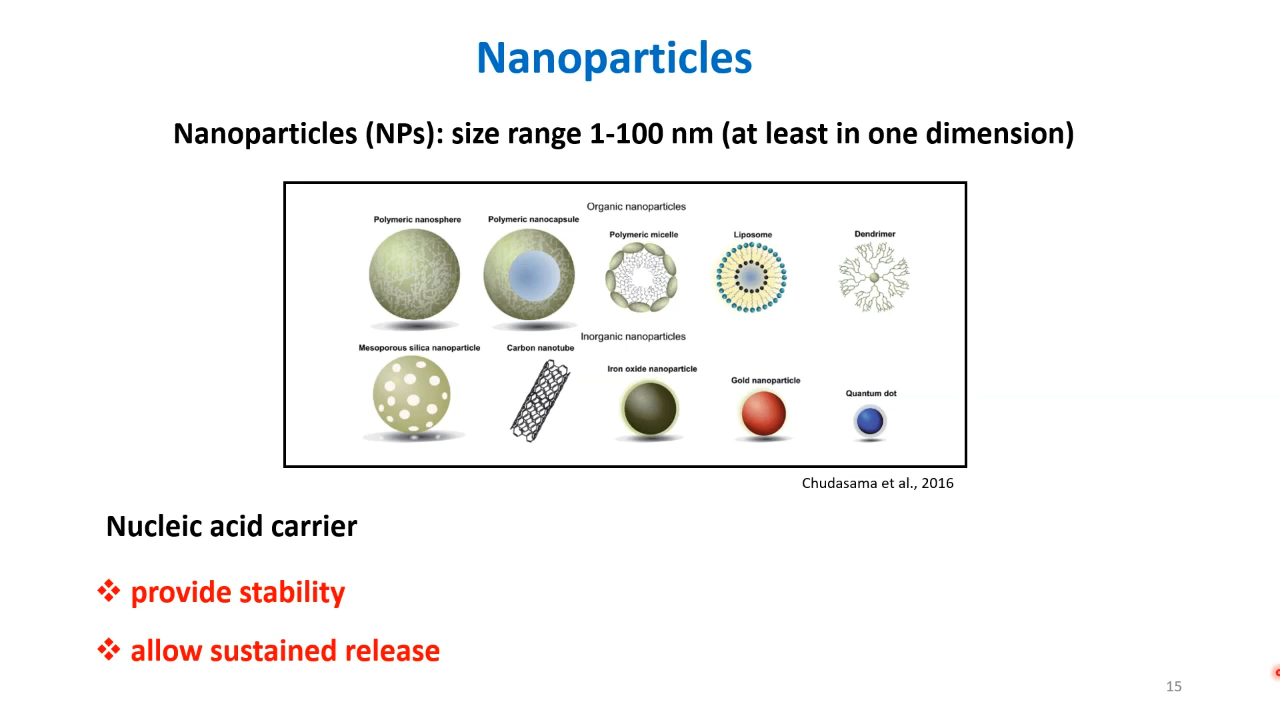 Nanoparticles
Nanoparticles (NPs): size range 1-100 nm (at least in one dimension)
Organic nanoparticles
Polymeric nanosphere
Polymeric nanocapsule
Polymeric micelle
Liposome
Dendrimer
Inorganic nanoparticles
Mesoporous silica nanoparticle
Carbon nanotube
Iron oxide nanoparticle
Gold nanoparticle
Quantum dot
Chudasama et al., 2016
Nucleic acid carrier
❖ provide stability
❖ allow sustained release
15